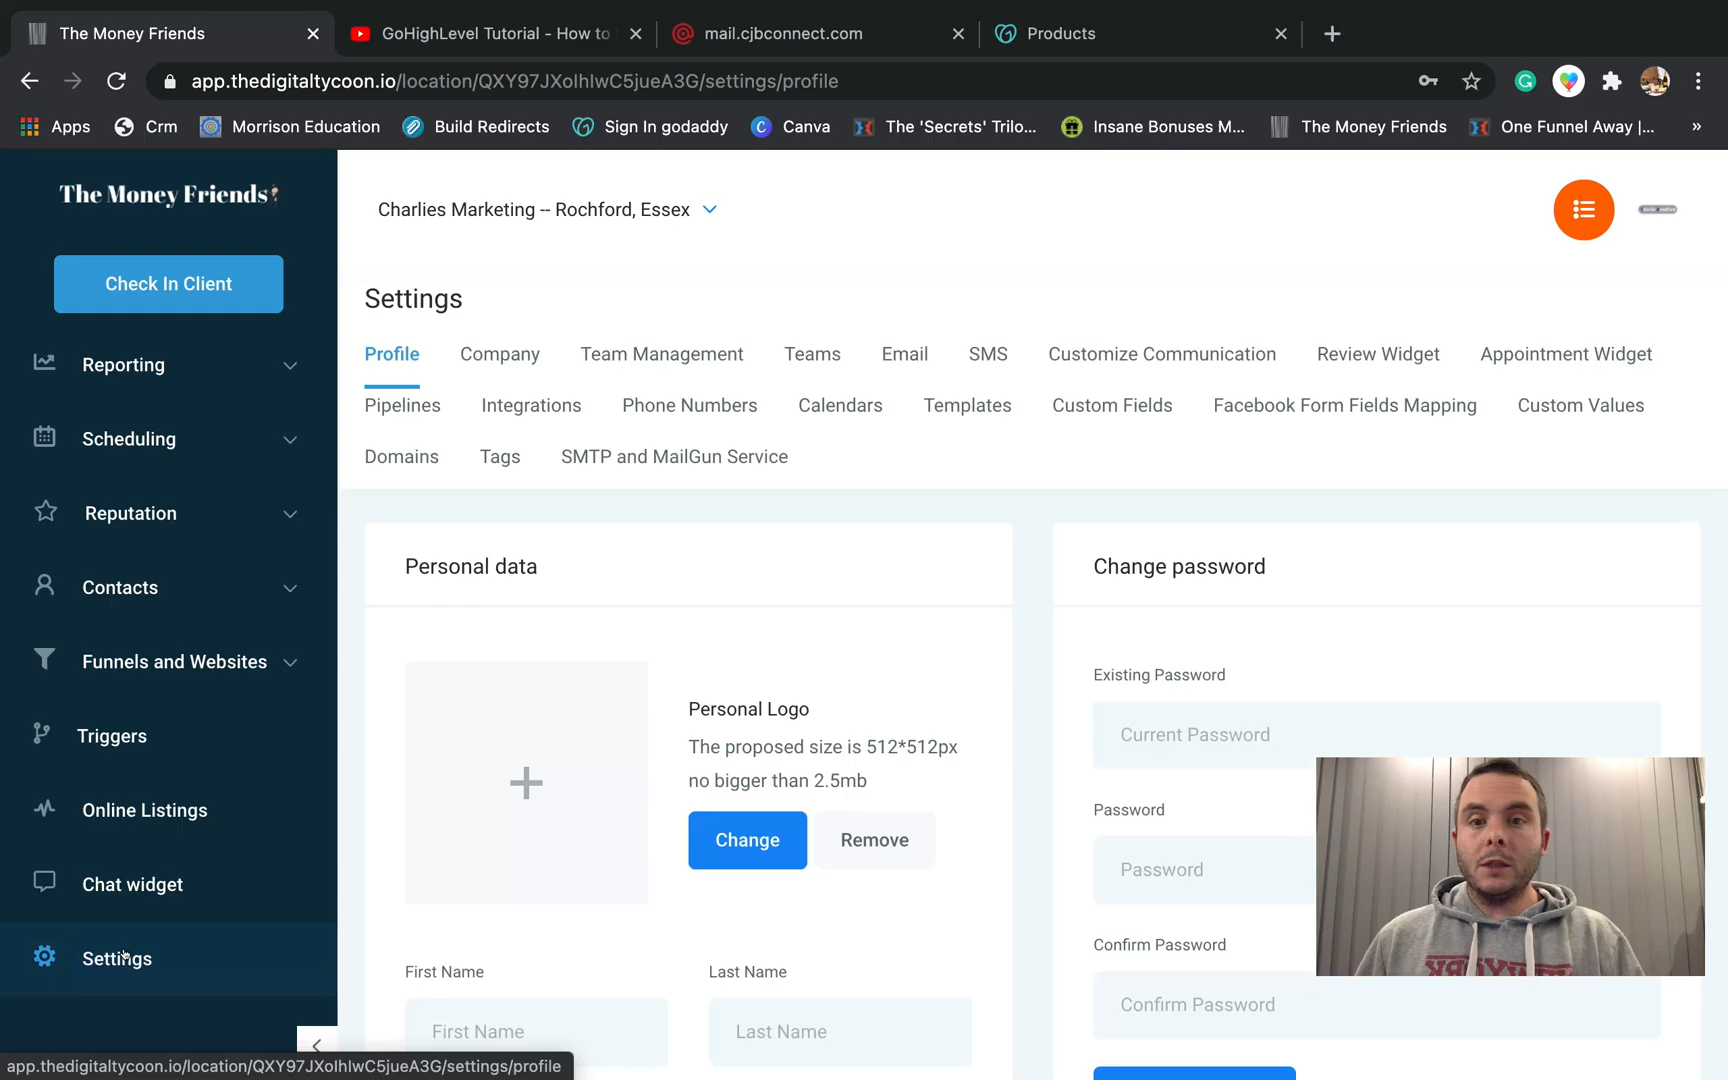 The Money Friends
GoHighLevel Tutorial - How to
mail.cjbconnect.com
Products
app.thedigitaltycoon.io/location/QXY97JXolhlwC5jueA3G/settings/profile
Apps
Crm
Morrison Education
Build Redirects
Sign In godaddy
Canva
The 'Secrets' Trilo...
Insane Bonuses M...
The Money Friends
One Funnel Away |...
»
The Money Friends
Charlies Marketing -- Rochford, Essex
Check In Client
Reporting
Scheduling
Reputation
Contacts
Funnels and Websites
Triggers
Online Listings
Chat widget
Settings
Settings
Profile Company Team Management Teams Email SMS Customize Communication Review Widget Appointment Widget
Pipelines Integrations Phone Numbers Calendars Templates Custom Fields Facebook Form Fields Mapping Custom Values
Domains Tags SMTP and MailGun Service
Personal data
Personal Logo
The proposed size is 512*512px
no bigger than 2.5mb
Change Remove
First Name Last Name
First Name Last Name
Change password
Existing Password
Current Password
Password
Password
Confirm Password
Confirm Password
app.thedigitaltycoon.io/location/QXY97JXolhlwC5jueA3G/settings/profile